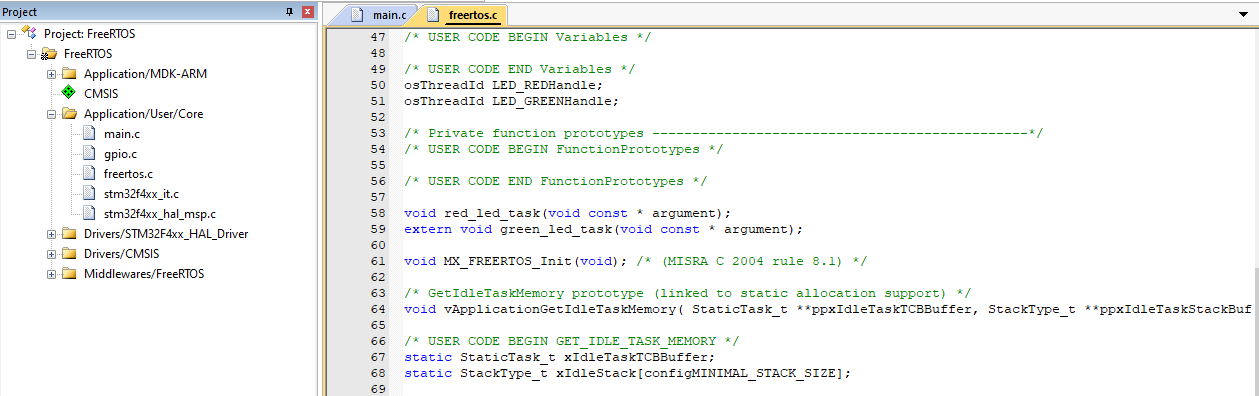 Project
Project: FreeRTOS
FreeRTOS
Application/MDK-ARM
CMSIS
Application/User/Core
main.c
gpio.c
freertos.c
stm32f4xx_it.c
stm32f4xx_hal_msp.c
Drivers/STM32F4xx_HAL_Driver
Drivers/CMSIS
Middlewares/FreeRTOS
main.c
freertos.c
47 /* USER CODE BEGIN Variables */
48
49 /* USER CODE END Variables */
50 osThreadId LED_REDHandle;
51 osThreadId LED_GREENHandle;
52
53 /* Private function prototypes -----------------------------------------------*/
54 /* USER CODE BEGIN FunctionPrototypes */
55
56 /* USER CODE END FunctionPrototypes */
57
58 void red_led_task(void const * argument);
59 extern void green_led_task(void const * argument);
60
61 void MX_FREERTOS_Init(void); /* (MISRA C 2004 rule 8.1) */
62
63 /* GetIdleTaskMemory prototype (linked to static allocation support) */
64 void vApplicationGetIdleTaskMemory( StaticTask_t **ppxIdleTaskTCBBuffer, StackType_t **ppxIdleTaskStackBuf
65
66 /* USER CODE BEGIN GET_IDLE_TASK_MEMORY */
67 static StaticTask_t xIdleTaskTCBBuffer;
68 static StackType_t xIdleStack[configMINIMAL_STACK_SIZE];
69